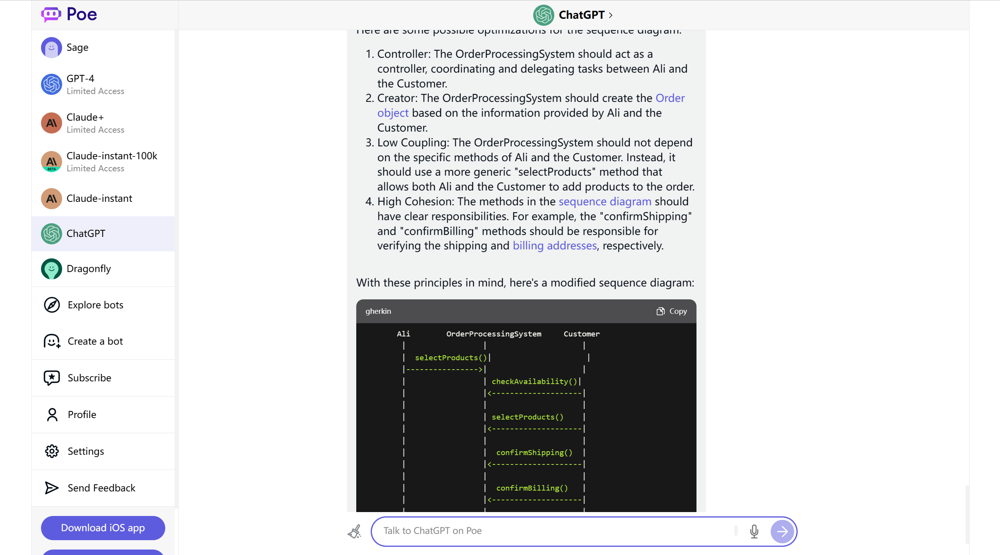 Poe
ChatGPT
Sage
GPT-4
Limited Access
Claude+
Limited Access
Claude-instant-100k
Limited Access
BETA
Claude-instant
ChatGPT
Dragonfly
Explore bots
Create a bot
Subscribe
Profile
Settings
Send Feedback
Download iOS app
Here are some possible optimizations for the sequence diagram:
1. Controller: The OrderProcessingSystem should act as a
controller, coordinating and delegating tasks between Ali and
the Customer.
2. Creator: The OrderProcessingSystem should create the Order
object based on the information provided by Ali and the
Customer.
3. Low Coupling: The OrderProcessingSystem should not depend
on the specific methods of Ali and the Customer. Instead, it
should use a more generic "selectProducts" method that
allows both Ali and the Customer to add products to the order.
4. High Cohesion: The methods in the sequence diagram should
have clear responsibilities. For example, the "confirmShipping"
and "confirmBilling" methods should be responsible for
verifying the shipping and billing addresses, respectively.
With these principles in mind, here's a modified sequence diagram:
gherkin Copy
Ali OrderProcessingSystem Customer
| | |
| selectProducts()| |
|---------------->| |
| | checkAvailability()|
| |<--------------------|
| | |
| | selectProducts() |
| |<--------------------|
| | |
| | confirmShipping() |
| |<--------------------|
| | |
| | confirmBilling() |
| |<--------------------|
| | |
Talk to ChatGPT on Poe